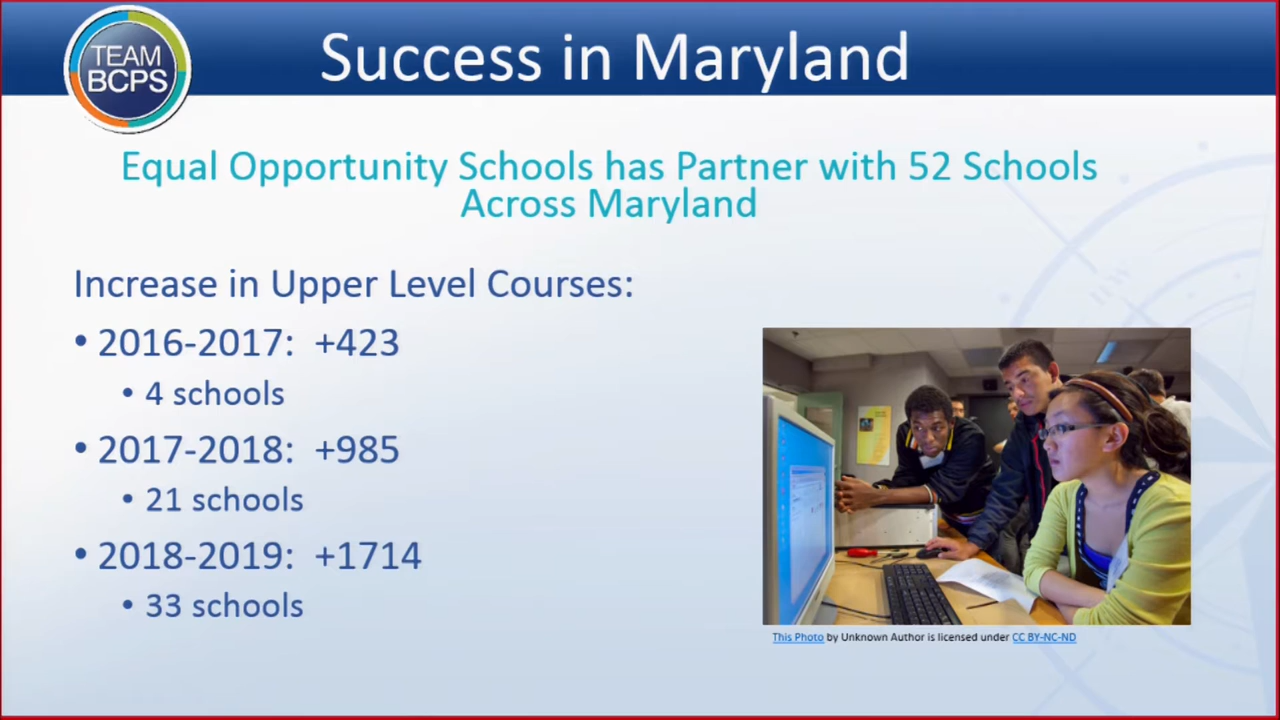 TEAM
BCPS
Success in Maryland
Equal Opportunity Schools has Partner with 52 Schools
Across Maryland
Increase in Upper Level Courses:
• 2016-2017: +423
• 4 schools
• 2017-2018: +985
• 21 schools
• 2018-2019: +1714
• 33 schools
This Photo by Unknown Author is licensed under CC BY-NC-ND